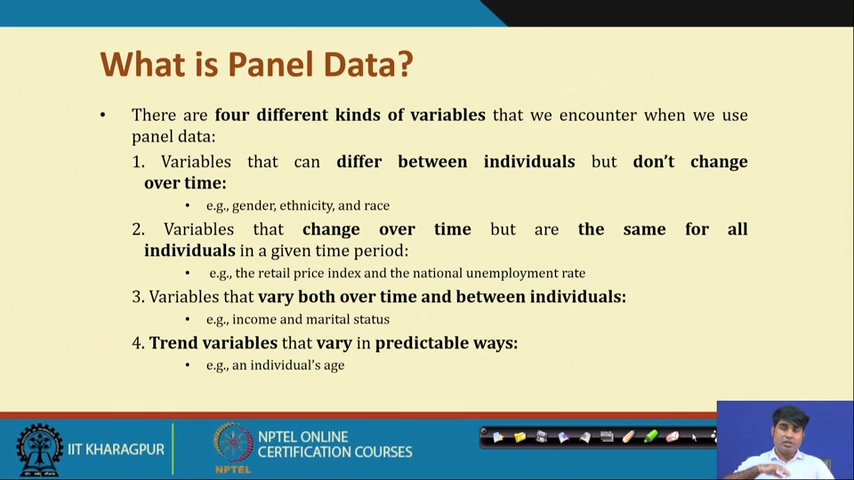 What is Panel Data?
• There are four different kinds of variables that we encounter when we use
panel data:
1. Variables that can differ between individuals but don't change
over time:
• e.g., gender, ethnicity, and race
2. Variables that change over time but are the same for all
individuals in a given time period:
• e.g., the retail price index and the national unemployment rate
3. Variables that vary both over time and between individuals:
• e.g., income and marital status
4. Trend variables that vary in predictable ways:
• e.g., an individual's age
IIT KHARAGPUR
NPTEL
NPTEL ONLINE
CERTIFICATION COURSES